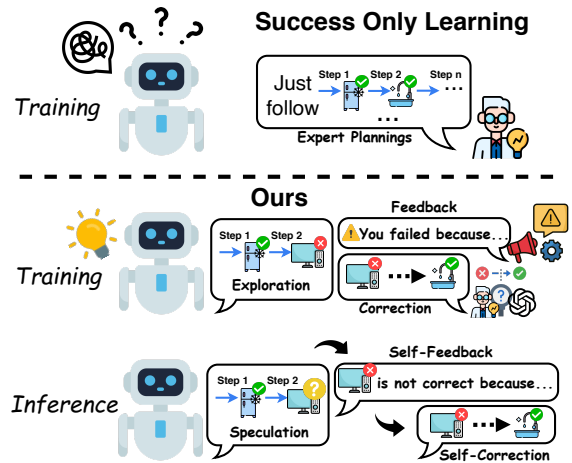 Success Only Learning
? ? ?
Training
Just follow
Step 1
Step 2
Step n
...
...
Expert Plannings
Ours
Training
Step 1
Step 2
Exploration
Feedback
You failed because...
Correction
?
Inference
Step 1
Step 2
?
Speculation
Self-Feedback
is not correct because...
Self-Correction